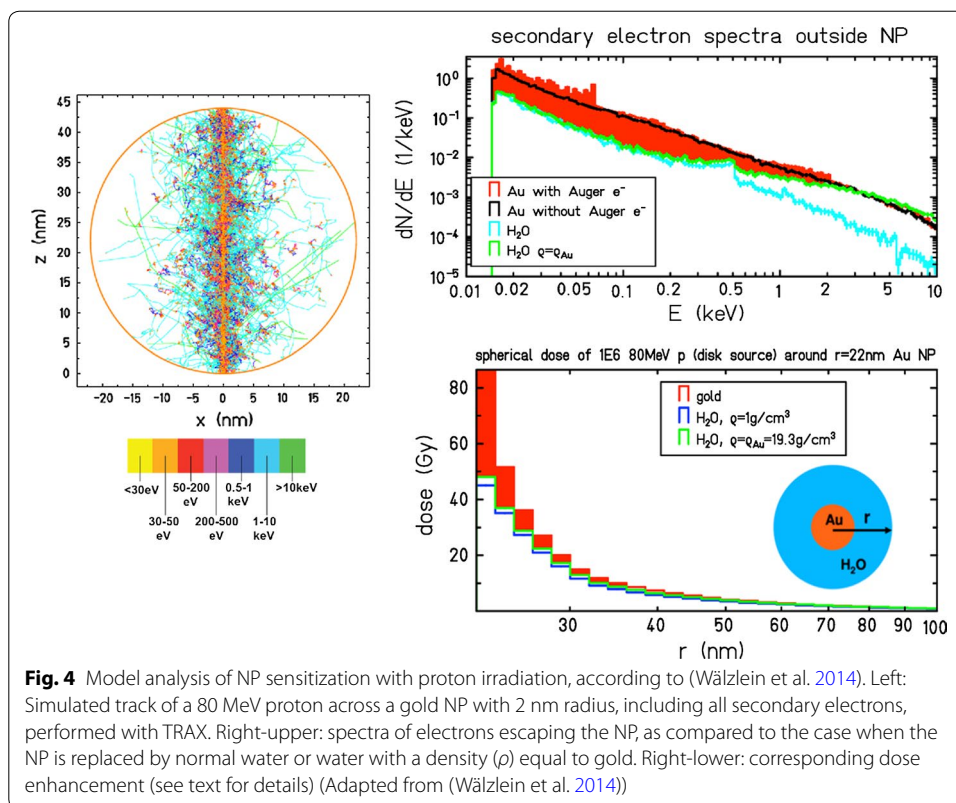 45
40
35
30
25
20
15
10
5
0
z (nm)
-20 -15 -10 -5 0 5 10 15 20
x (nm)
<30eV
30-50
eV
50-200
eV
200-500
eV
0.5-1
keV
1-10
keV
>10keV
secondary electron spectra outside NP
dN/dE (1/keV)
10⁰
10⁻¹
10⁻²
10⁻³
10⁻⁴
10⁻⁵
Au with Auger e⁻
Au without Auger e⁻
H₂O
H₂O ϱ=ϱAu
0.01 0.02 0.1 0.2 1 2 10
E (keV)
spherical dose of 1E6 80MeV p (disk source) around r=22nm Au NP
dose (Gy)
80
60
40
20
gold
H₂O, ϱ=1g/cm³
H₂O, ϱ=ϱAu=19.3g/cm³
Au r
H₂O
30 40 50 60 70 80 90 100
r (nm)
Fig. 4 Model analysis of NP sensitization with proton irradiation, according to (Wälzlein et al. 2014). Left:
Simulated track of a 80 MeV proton across a gold NP with 2 nm radius, including all secondary electrons,
performed with TRAX. Right-upper: spectra of electrons escaping the NP, as compared to the case when the
NP is replaced by normal water or water with a density (ρ) equal to gold. Right-lower: corresponding dose
enhancement (see text for details) (Adapted from (Wälzlein et al. 2014))